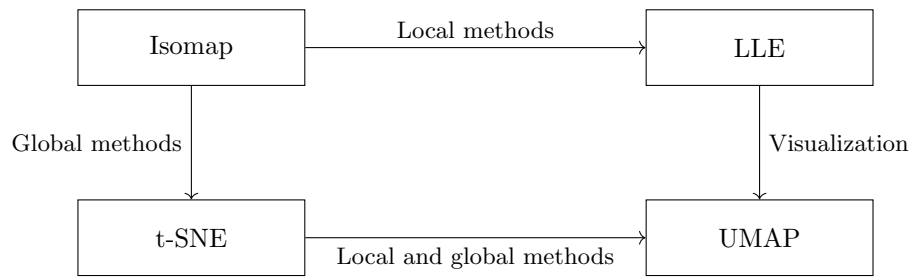 Isomap
Local methods
LLE
Global methods
Visualization
t-SNE
Local and global methods
UMAP